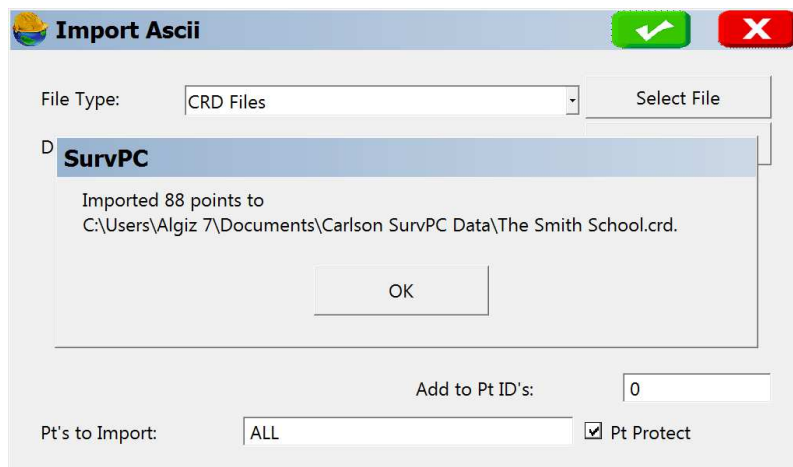 Import Ascii
File Type:
CRD Files
Select File
D
SurvPC
Imported 88 points to
C:\Users\Algiz 7\Documents\Carlson SurvPC Data\The Smith School.crd.
OK
Add to Pt ID's:
0
Pt's to Import:
ALL
Pt Protect